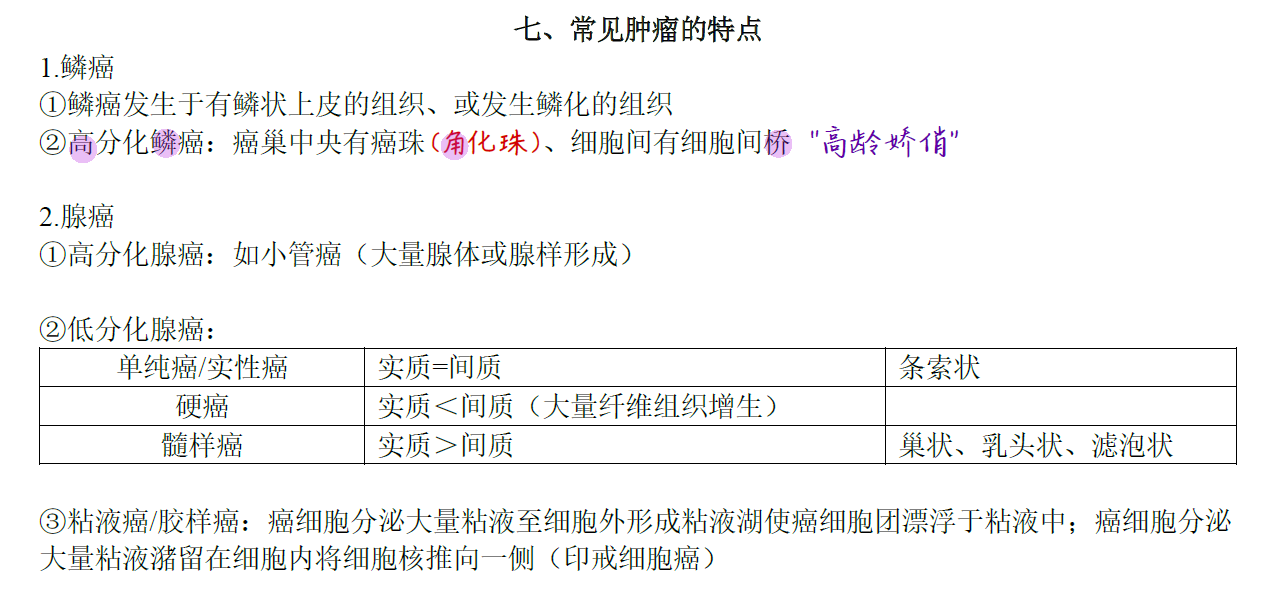 七、常见肿瘤的特点
1.鳞癌
①鳞癌发生于有鳞状上皮的组织、或发生鳞化的组织
②高分化鳞癌：癌巢中央有癌珠(角化珠)、细胞间有细胞间桥 "高龄娇俏"
2.腺癌
①高分化腺癌：如小管癌（大量腺体或腺样形成）
②低分化腺癌：
单纯癌/实性癌 实质=间质 条索状
硬癌 实质＜间质（大量纤维组织增生）
髓样癌 实质＞间质 巢状、乳头状、滤泡状
③粘液癌/胶样癌：癌细胞分泌大量粘液至细胞外形成粘液湖使癌细胞团漂浮于粘液中；癌细胞分泌
大量粘液潴留在细胞内将细胞核推向一侧（印戒细胞癌）